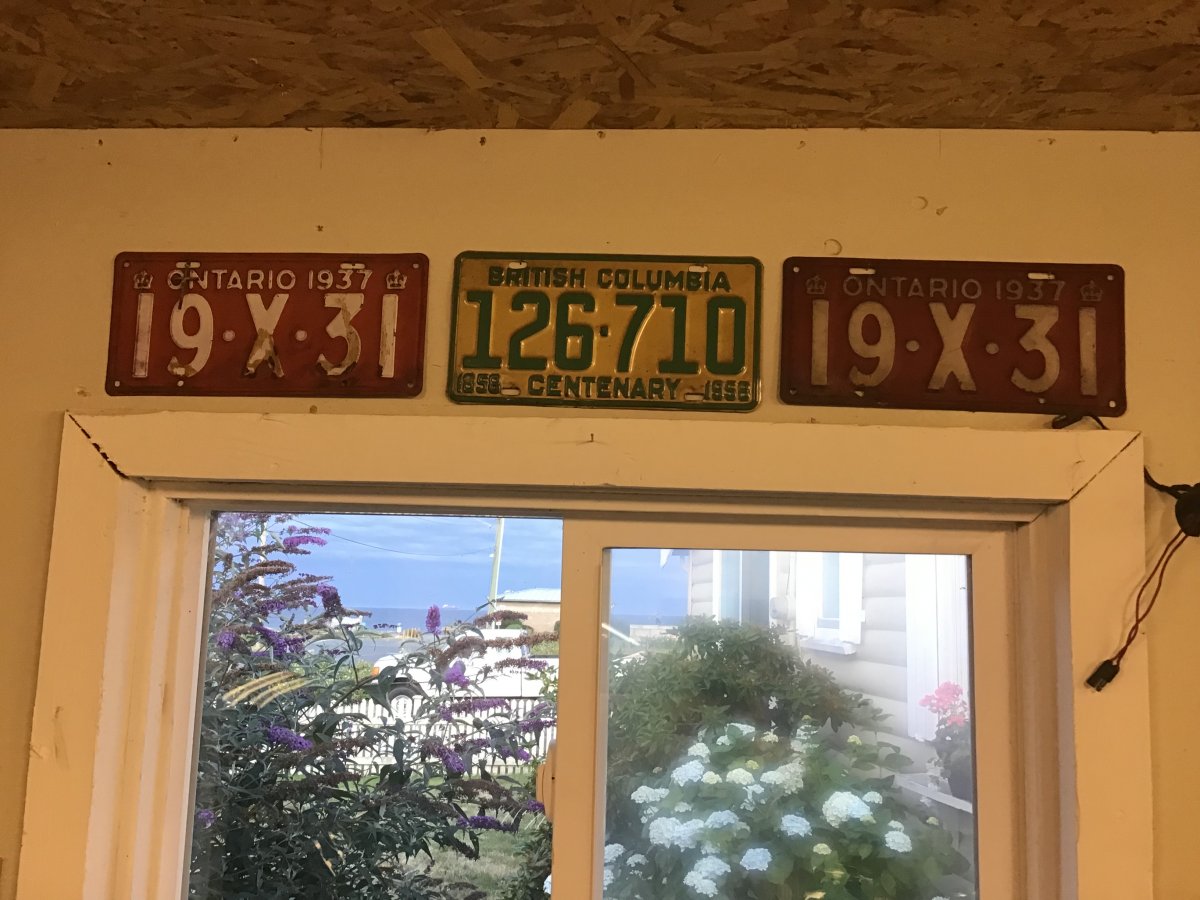 ONTARIO 1937
19·X·31
BRITISH COLUMBIA
126·710
1858 CENTENARY 1958
ONTARIO 1937
19·X·31